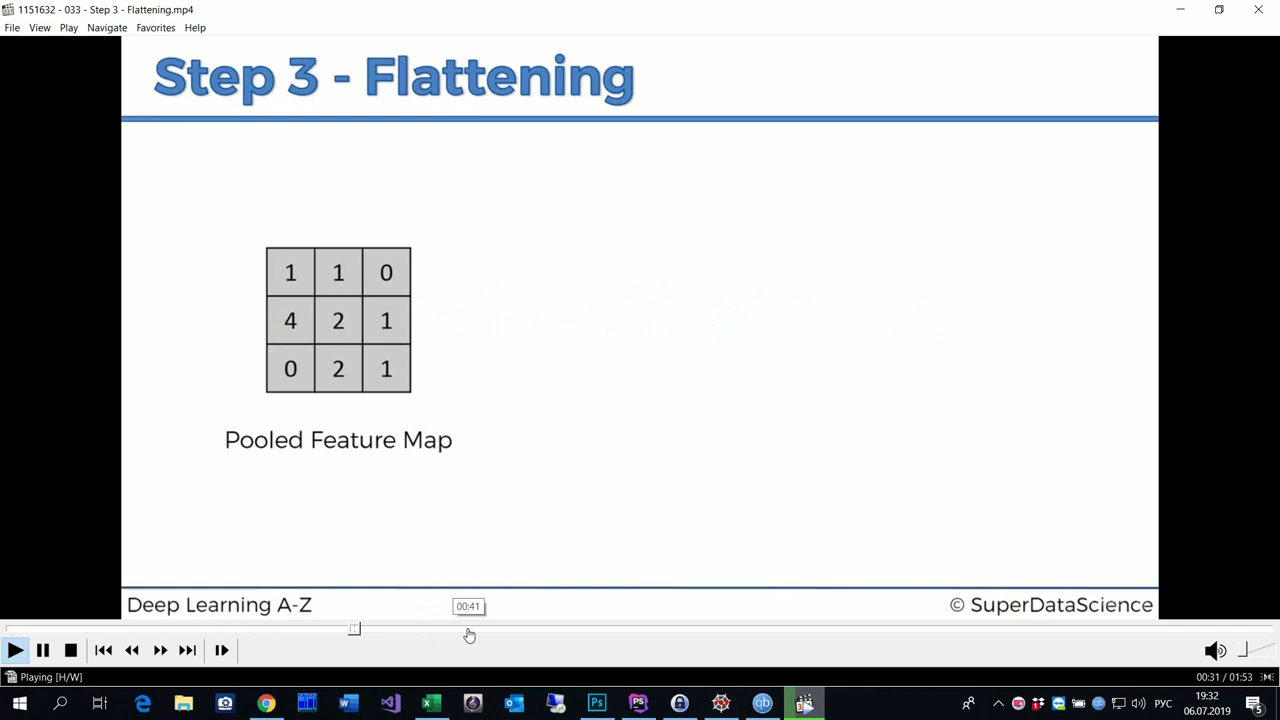 1151632 - 033 - Step 3 - Flattening.mp4
File View Play Navigate Favorites Help
Step 3 - Flattening
1 1 0
4 2 1
0 2 1
Pooled Feature Map
Deep Learning A-Z
© SuperDataScience
00:41
Playing [H/W]
00:31 / 01:53
19:32
РУС
06.07.2019
5